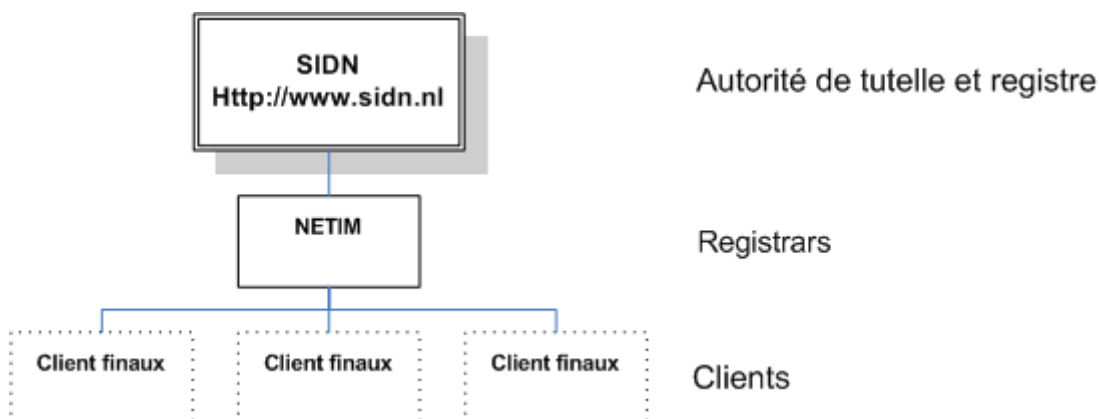 SIDN
Http://www.sidn.nl
Autorité de tutelle et registre
NETIM
Registrars
Client finaux
Client finaux
Client finaux
Clients